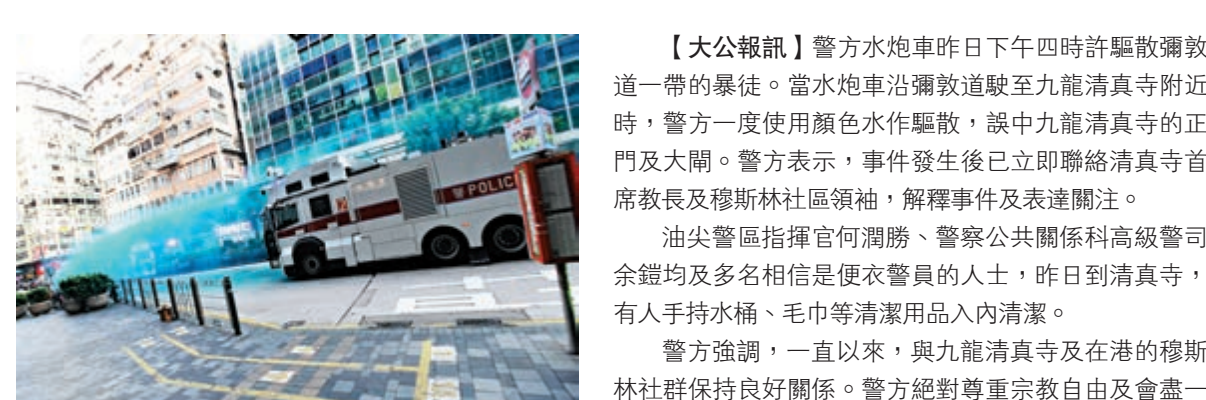 POLICE
【大公報訊】警方水炮車昨日下午四時許驅散彌敦
道一帶的暴徒。當水炮車沿彌敦道駛至九龍清真寺附近
時，警方一度使用顏色水作驅散，誤中九龍清真寺的正
門及大閘。警方表示，事件發生後已立即聯絡清真寺首
席教長及穆斯林社區領袖，解釋事件及表達關注。
油尖警區指揮官何潤勝、警察公共關係科高級警司
余鎧均及多名相信是便衣警員的人士，昨日到清真寺，
有人手持水桶、毛巾等清潔用品入內清潔。
警方強調，一直以來，與九龍清真寺及在港的穆斯
林社群保持良好關係。警方絕對尊重宗教自由及會盡一